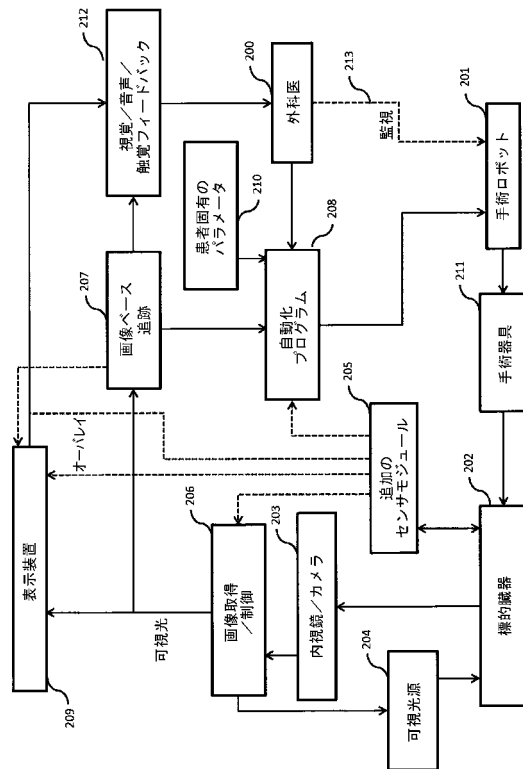 212
視覚／音声／
触覚フィードバック
200
外科医
213
監視
201
手術ロボット
207
画像ベース
追跡
患者固有の
パラメータ
210
自動化
プログラム
208
211
手術器具
オーバレイ
205
追加の
センサモジュール
202
標的臓器
表示装置
209
可視光
206
画像取得
／制御
203
内視鏡／カメラ
204
可視光源